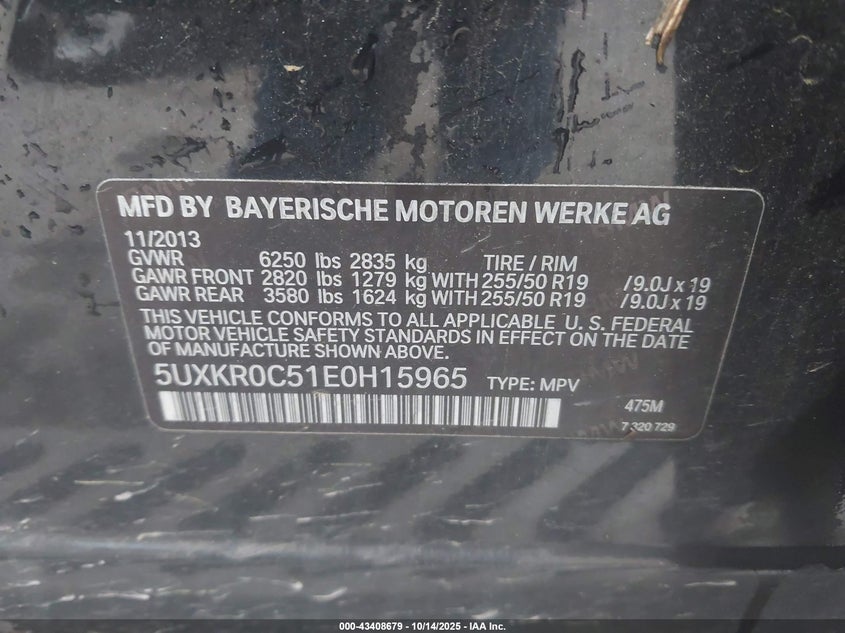 MFD BY BAYERISCHE MOTOREN WERKE AG
11/2013
GVWR 6250 lbs 2835 kg TIRE / RIM
GAWR FRONT 2820 lbs 1279 kg WITH 255/50 R19 /9.0J x 19
GAWR REAR 3580 lbs 1624 kg WITH 255/50 R19 /9.0J x 19
THIS VEHICLE CONFORMS TO ALL APPLICABLE U. S. FEDERAL
MOTOR VEHICLE SAFETY STANDARDS IN EFFECT ON THE DATE
OF MANUFACTURE SHOWN ABOVE.
5UXKR0C51E0H15965 TYPE: MPV
475M
7 320 729
000-43408679 - 10/14/2025 - IAA Inc.